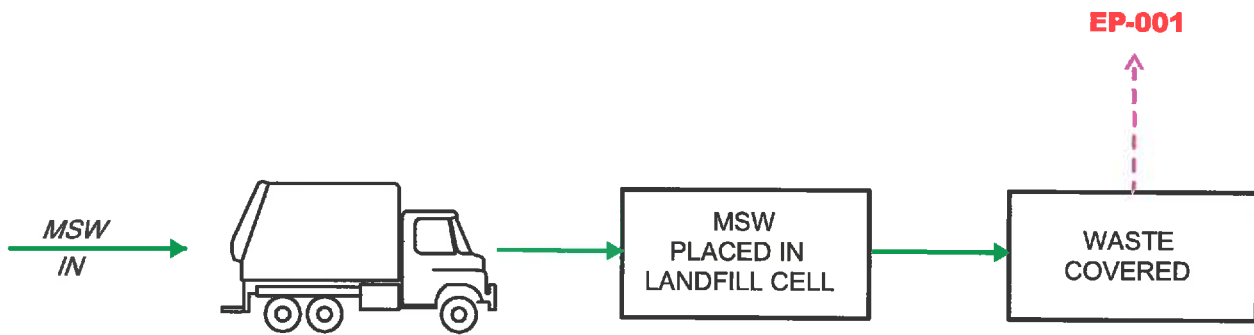 EP-001
MSW
IN
MSW
PLACED IN
LANDFILL CELL
WASTE
COVERED